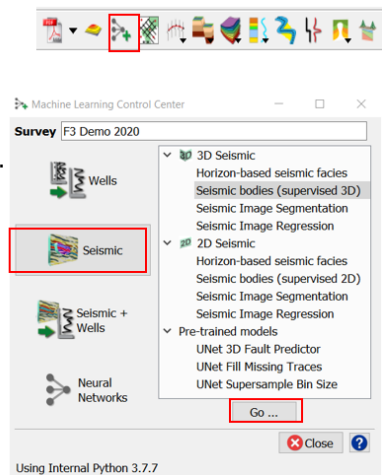 Machine Learning Control Center
Survey F3 Demo 2020
Wells
Seismic
Seismic +
Wells
Neural
Networks
3D Seismic
Horizon-based seismic facies
Seismic bodies (supervised 3D)
Seismic Image Segmentation
Seismic Image Regression
2D Seismic
Horizon-based seismic facies
Seismic bodies (supervised 2D)
Seismic Image Segmentation
Seismic Image Regression
Pre-trained models
UNet 3D Fault Predictor
UNet Fill Missing Traces
UNet Supersample Bin Size
Go ...
Close ?
Using Internal Python 3.7.7